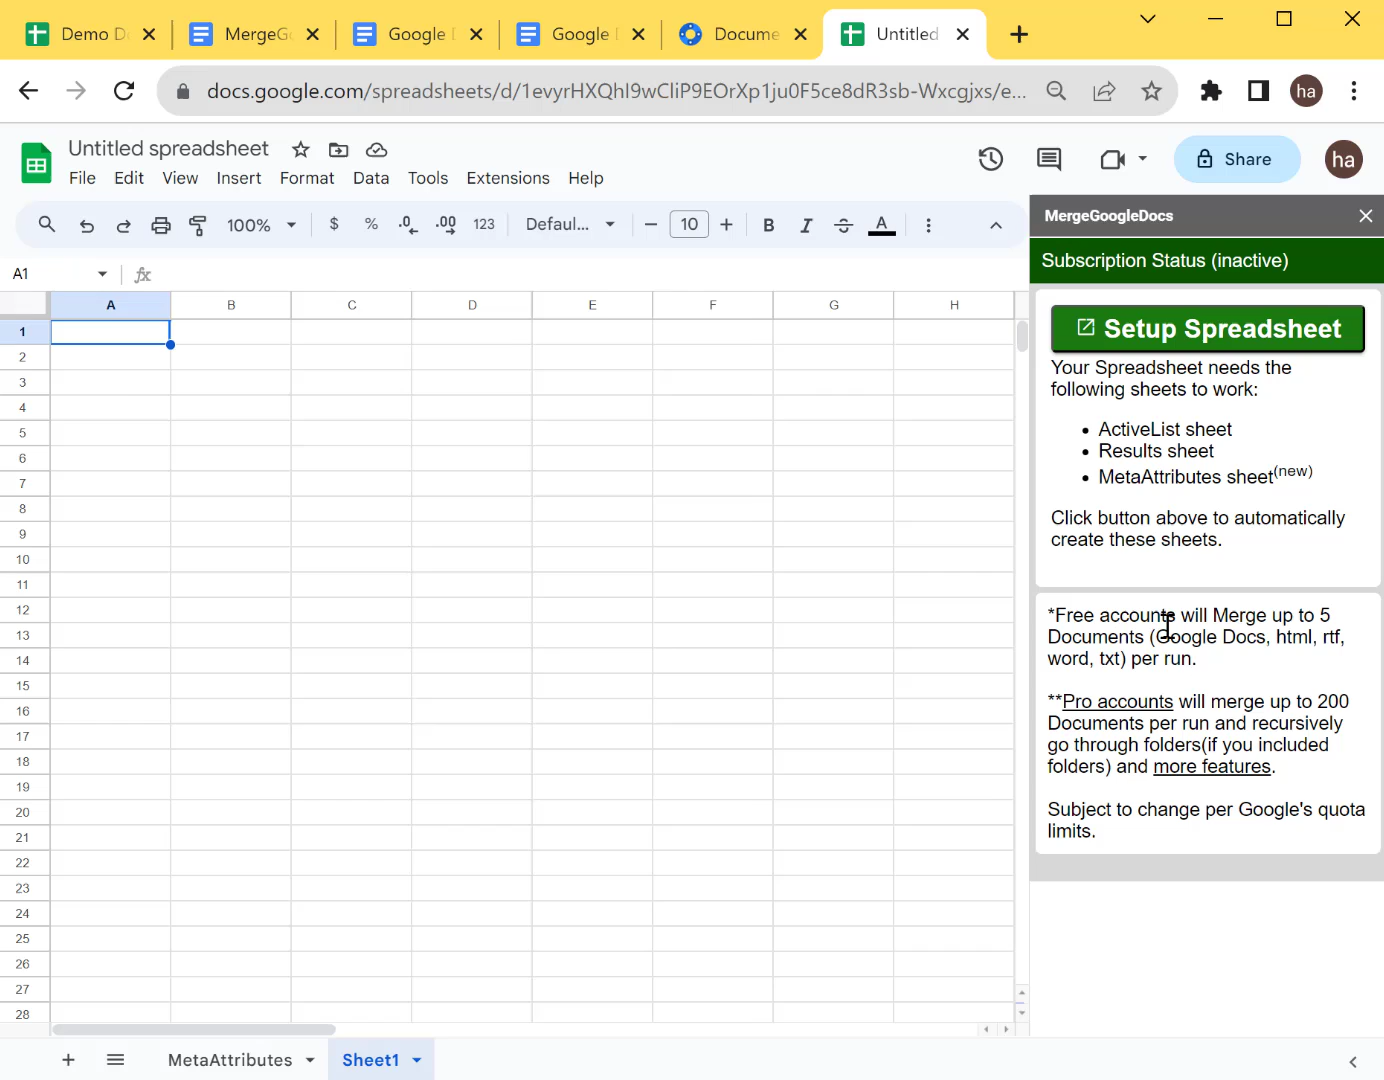 Demo D
MergeGo
Google D
Google D
Docume
Untitled
docs.google.com/spreadsheets/d/1evyrHXQhI9wCliP9EOrXp1ju0F5ce8dR3sb-Wxcgjxs/e...
ha
Untitled spreadsheet
File Edit View Insert Format Data Tools Extensions Help
Share
ha
100% $ % .0 .00 123 Defaul... 10 B I S A
A1 fx
A B C D E F G H
1
2
3
4
5
6
7
8
9
10
11
12
13
14
15
16
17
18
19
20
21
22
23
24
25
26
27
28
MetaAttributes Sheet1
MergeGoogleDocs
Subscription Status (inactive)
Setup Spreadsheet
Your Spreadsheet needs the
following sheets to work:
• ActiveList sheet
• Results sheet
• MetaAttributes sheet(new)
Click button above to automatically
create these sheets.
*Free accounts will Merge up to 5
Documents (Google Docs, html, rtf,
word, txt) per run.
**Pro accounts will merge up to 200
Documents per run and recursively
go through folders(if you included
folders) and more features.
Subject to change per Google's quota
limits.